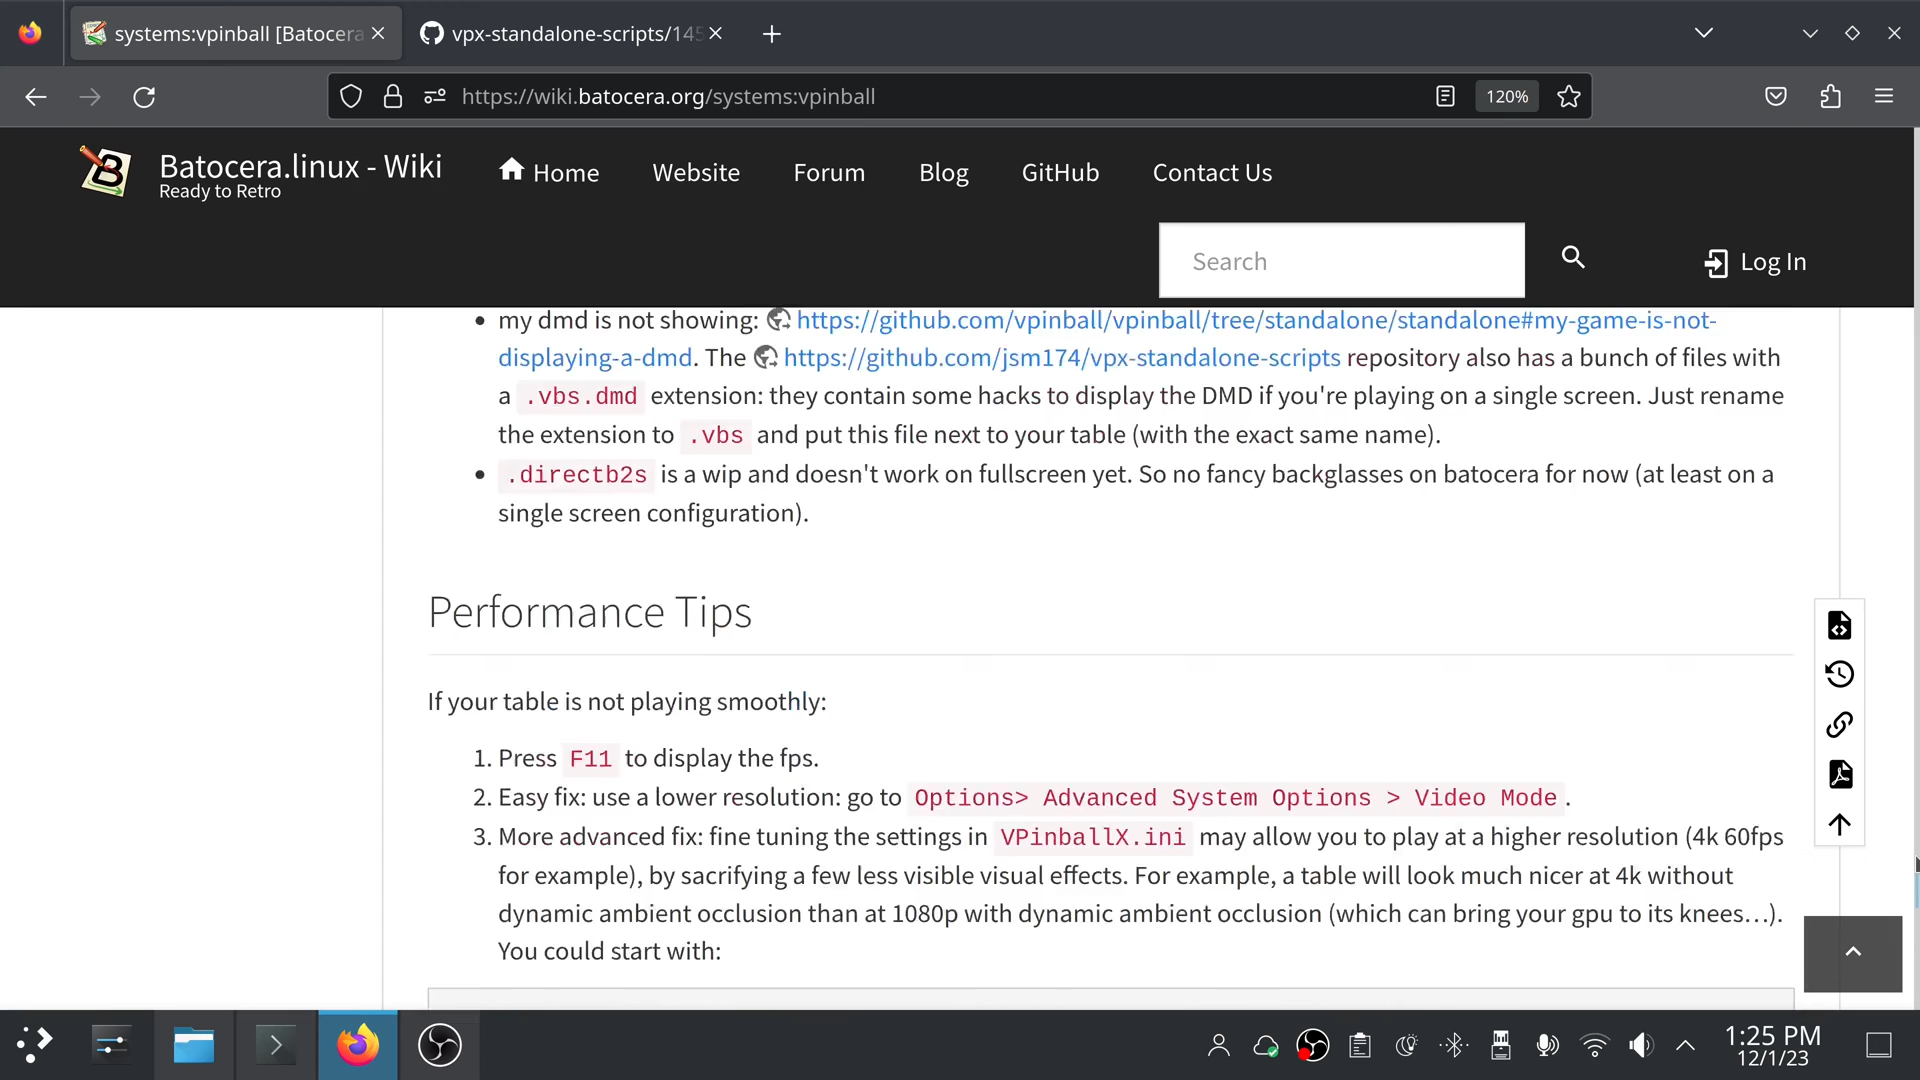 systems:vpinball [Batocera
vpx-standalone-scripts/145
https://wiki.batocera.org/systems:vpinball
120%
Batocera.linux - Wiki
Ready to Retro
Home
Website
Forum
Blog
GitHub
Contact Us
Search
Log In
my dmd is not showing: https://github.com/vpinball/vpinball/tree/standalone/standalone#my-game-is-not-
displaying-a-dmd. The https://github.com/jsm174/vpx-standalone-scripts repository also has a bunch of files with
a .vbs.dmd extension: they contain some hacks to display the DMD if you're playing on a single screen. Just rename
the extension to .vbs and put this file next to your table (with the exact same name).
.directb2s is a wip and doesn't work on fullscreen yet. So no fancy backglasses on batocera for now (at least on a
single screen configuration).
Performance Tips
If your table is not playing smoothly:
1. Press F11 to display the fps.
2. Easy fix: use a lower resolution: go to Options> Advanced System Options > Video Mode .
3. More advanced fix: fine tuning the settings in VPinballX.ini may allow you to play at a higher resolution (4k 60fps
for example), by sacrifying a few less visible visual effects. For example, a table will look much nicer at 4k without
dynamic ambient occlusion than at 1080p with dynamic ambient occlusion (which can bring your gpu to its knees…).
You could start with:
1:25 PM
12/1/23